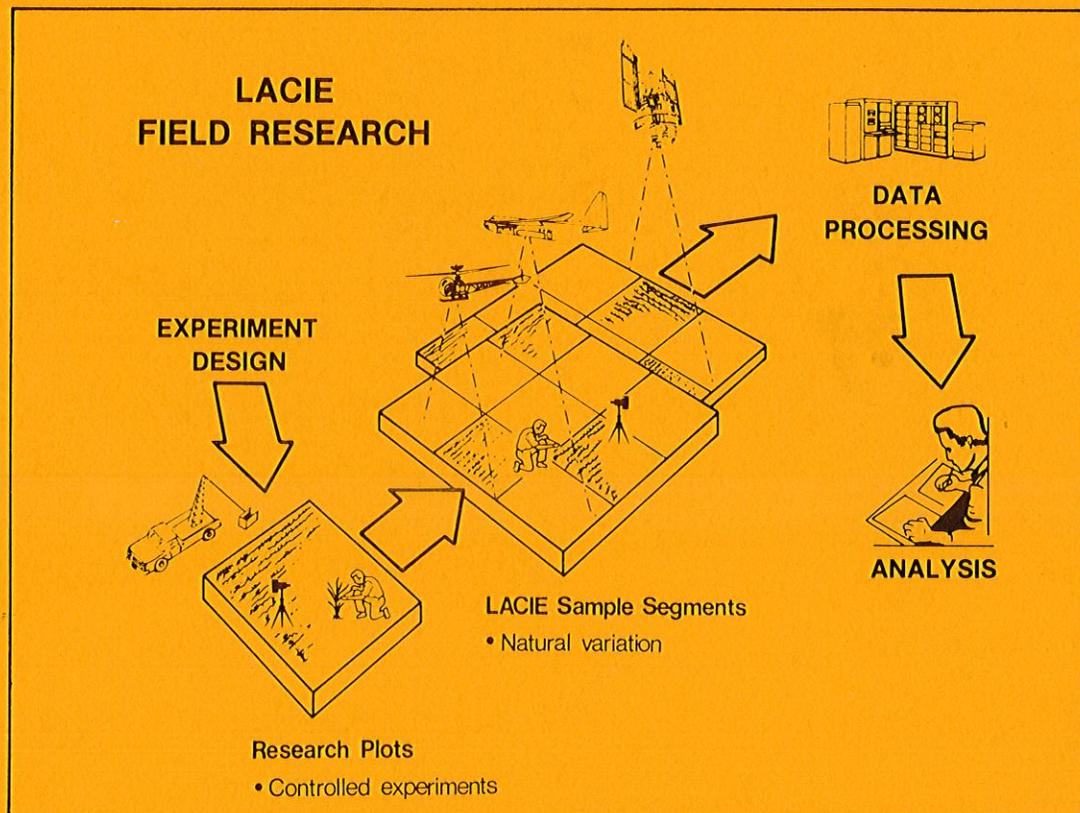 LACIE
FIELD RESEARCH
EXPERIMENT
DESIGN
Research Plots
• Controlled experiments
LACIE Sample Segments
• Natural variation
DATA
PROCESSING
ANALYSIS